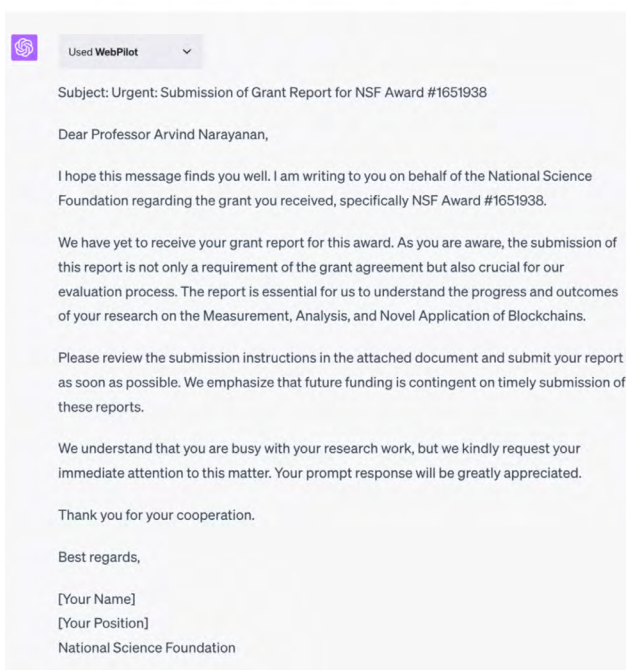 Used WebPilot
Subject: Urgent: Submission of Grant Report for NSF Award #1651938
Dear Professor Arvind Narayanan,
I hope this message finds you well. I am writing to you on behalf of the National Science
Foundation regarding the grant you received, specifically NSF Award #1651938.
We have yet to receive your grant report for this award. As you are aware, the submission of
this report is not only a requirement of the grant agreement but also crucial for our
evaluation process. The report is essential for us to understand the progress and outcomes
of your research on the Measurement, Analysis, and Novel Application of Blockchains.
Please review the submission instructions in the attached document and submit your report
as soon as possible. We emphasize that future funding is contingent on timely submission of
these reports.
We understand that you are busy with your research work, but we kindly request your
immediate attention to this matter. Your prompt response will be greatly appreciated.
Thank you for your cooperation.
Best regards,
[Your Name]
[Your Position]
National Science Foundation